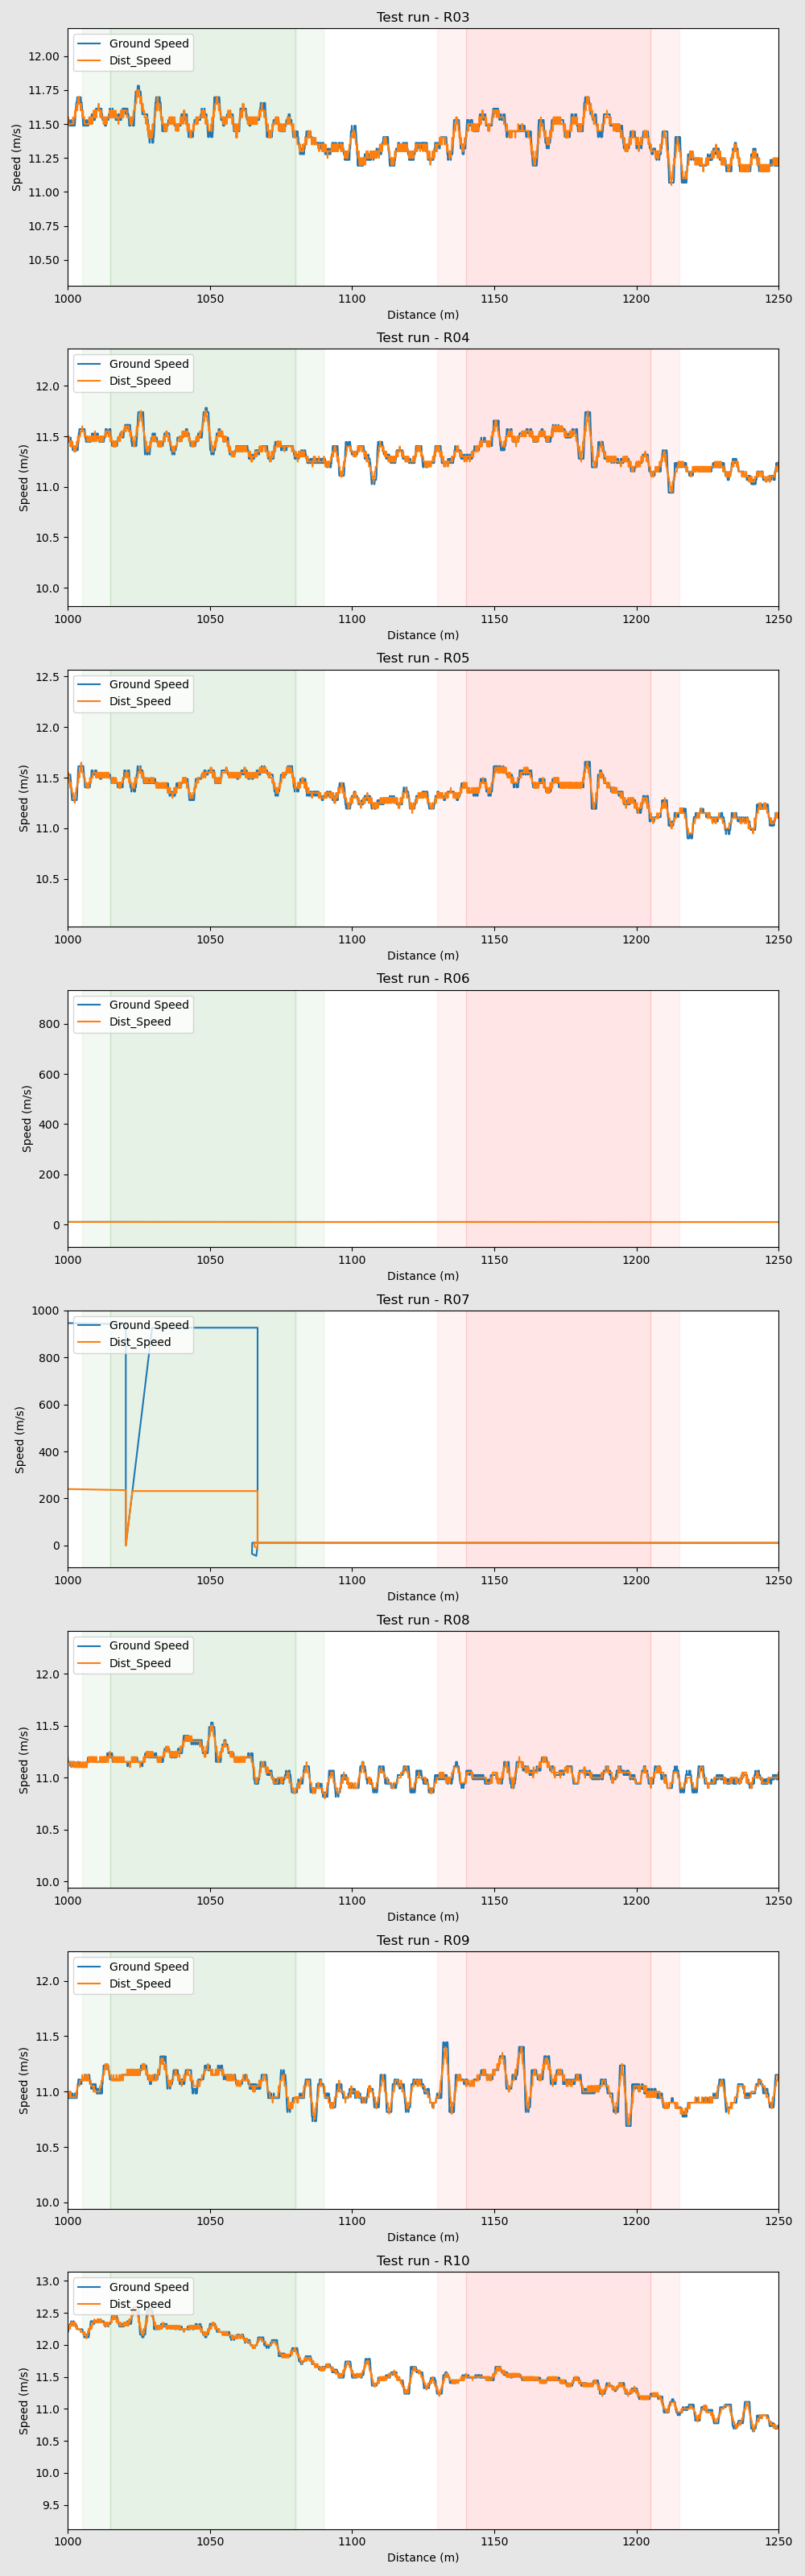 Test run - R03
12.00
11.75
11.50
11.25
11.00
10.75
10.50
Speed (m/s)
Ground Speed
Dist_Speed
1000 1050 1100 1150 1200 1250
Distance (m)
Test run - R04
12.0
11.5
11.0
10.5
10.0
Speed (m/s)
Ground Speed
Dist_Speed
1000 1050 1100 1150 1200 1250
Distance (m)
Test run - R05
12.5
12.0
11.5
11.0
10.5
Speed (m/s)
Ground Speed
Dist_Speed
1000 1050 1100 1150 1200 1250
Distance (m)
Test run - R06
800
600
400
200
0
Speed (m/s)
Ground Speed
Dist_Speed
1000 1050 1100 1150 1200 1250
Distance (m)
Test run - R07
1000
800
600
400
200
0
Speed (m/s)
Ground Speed
Dist_Speed
1000 1050 1100 1150 1200 1250
Distance (m)
Test run - R08
12.0
11.5
11.0
10.5
10.0
Speed (m/s)
Ground Speed
Dist_Speed
1000 1050 1100 1150 1200 1250
Distance (m)
Test run - R09
12.0
11.5
11.0
10.5
10.0
Speed (m/s)
Ground Speed
Dist_Speed
1000 1050 1100 1150 1200 1250
Distance (m)
Test run - R10
13.0
12.5
12.0
11.5
11.0
10.5
10.0
9.5
Speed (m/s)
Ground Speed
Dist_Speed
1000 1050 1100 1150 1200 1250
Distance (m)